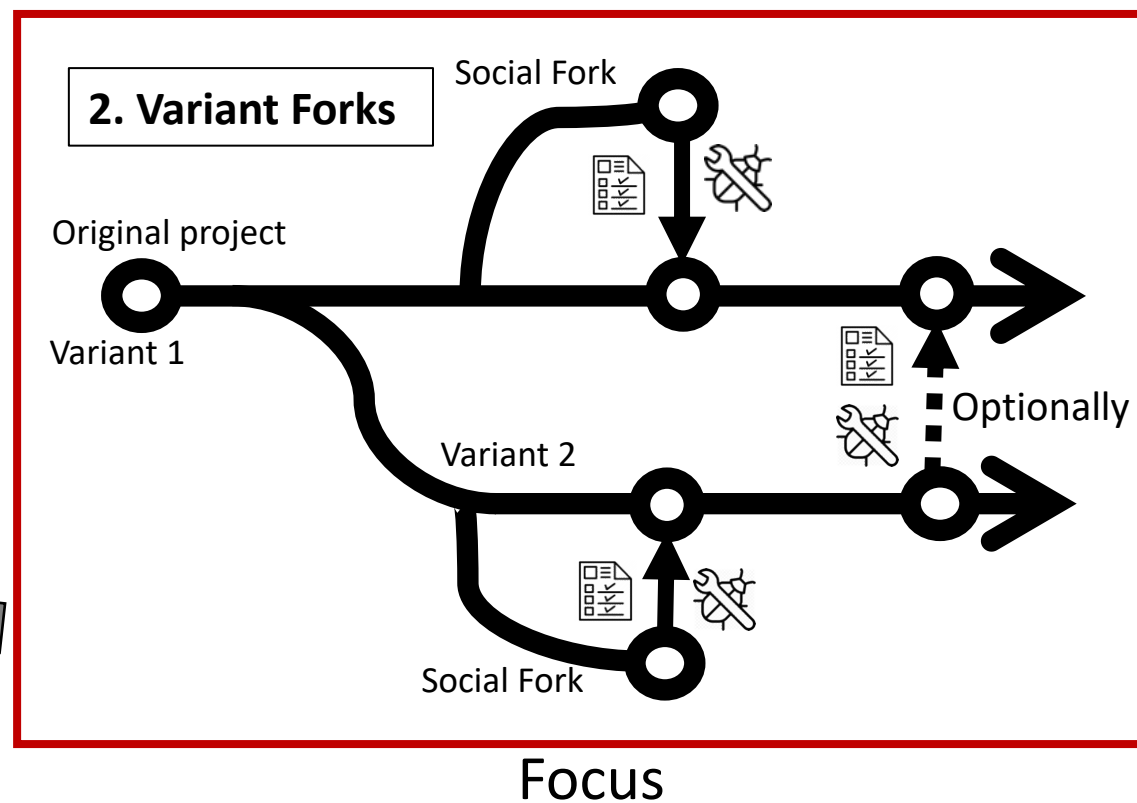 Social Fork
2. Variant Forks
Original project
Variant 1
Optionally
Variant 2
Social Fork
Focus